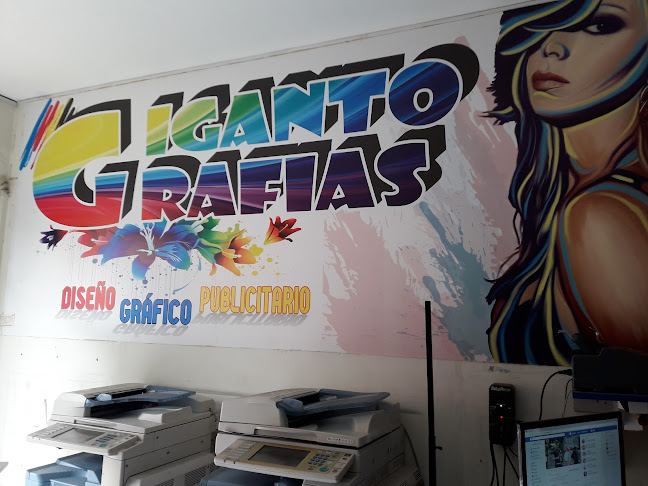 GIGANTO
GRAFIAS
DISEÑO GRÁFICO PUBLICITARIO